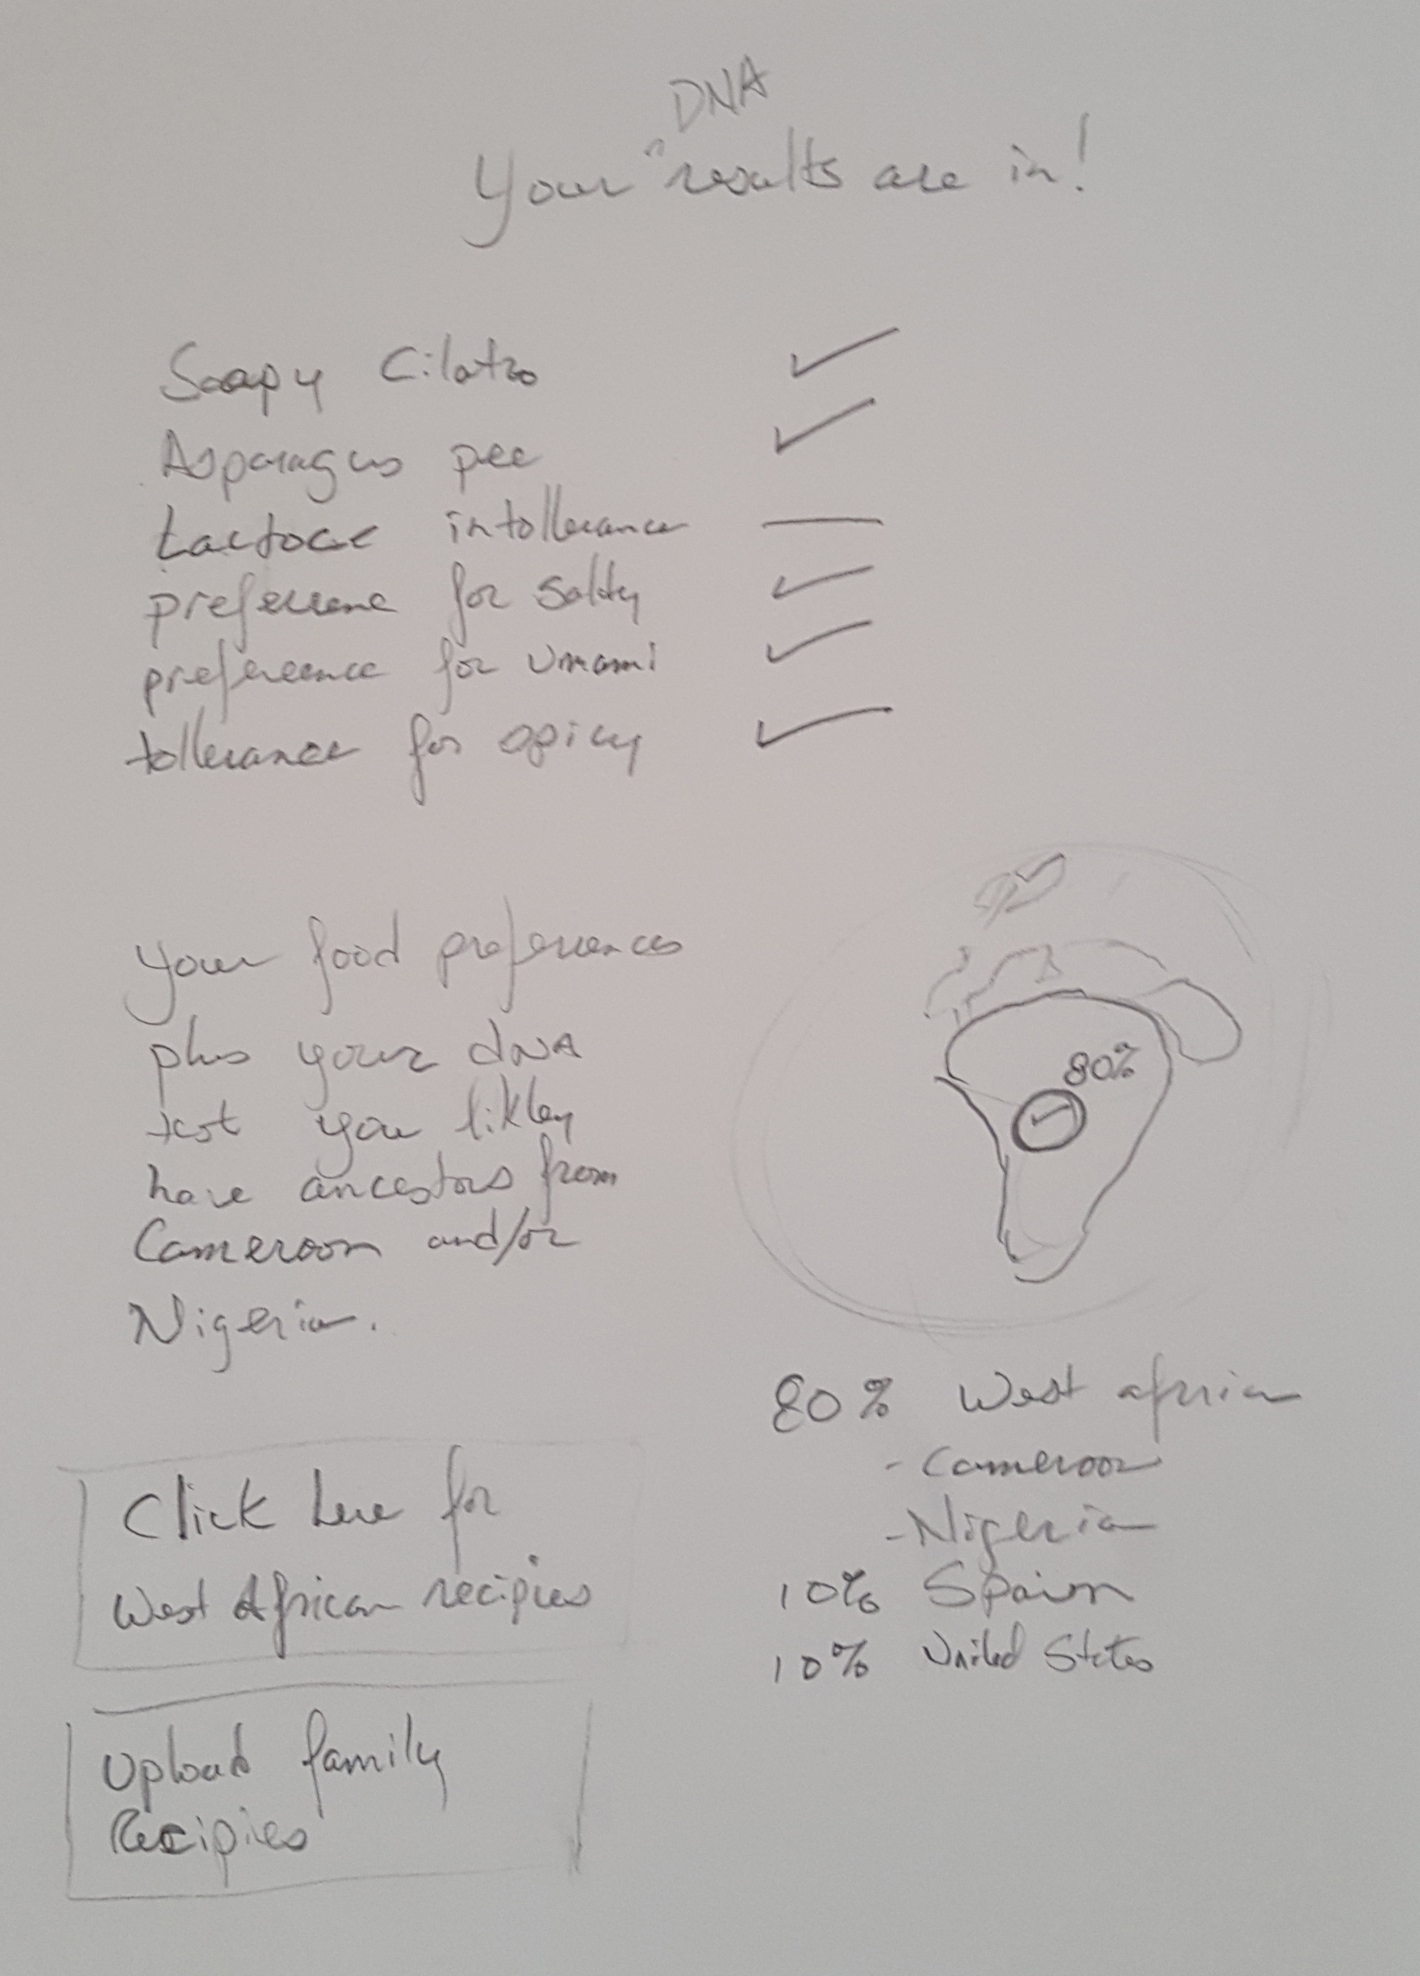 Your DNA results are in!
Soapy Cilatro
Asparagus pee
Lactose intollerance
preference for salty
prefereence for Umami
tollerance for spicy
your food preferences
plus your dNA
test you likley
have ancestors from
Cameroon and/or
Nigeria.
80%
80% West africa
- Cameroon
- Nigeria
10% Spain
10% United States
Click here for
West African recipies
Upload family
Recipies